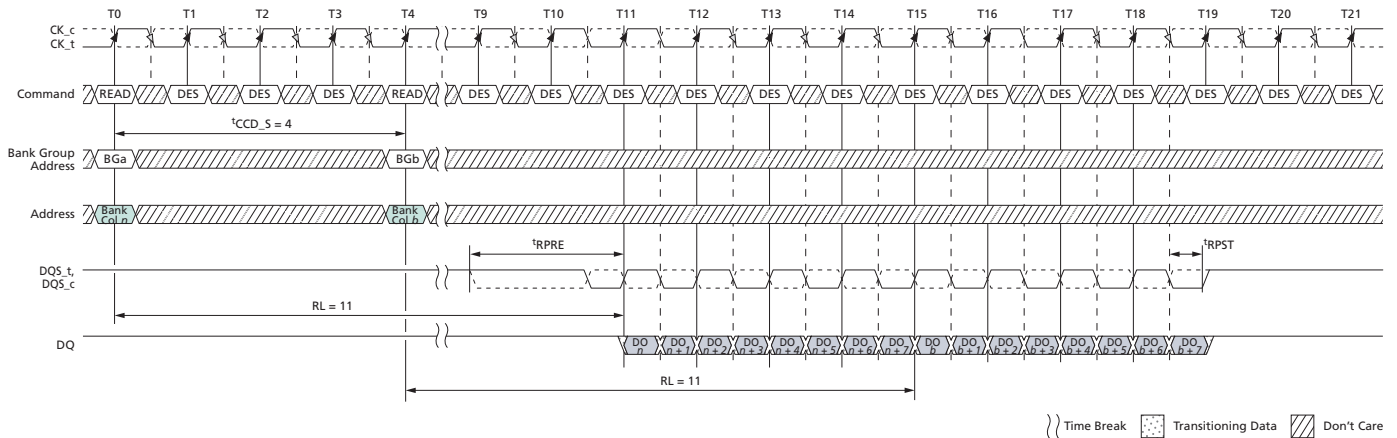 T0 T1 T2 T3 T4 T9 T10 T11 T12 T13 T14 T15 T16 T17 T18 T19 T20 T21
CK_c
CK_t
Command READ DES DES DES READ DES DES DES DES DES DES DES DES DES DES DES DES DES
tCCD_S = 4
Bank Group
Address
BGa BGb
Address
Bank
Col n
Bank
Col b
tRPRE tRPST
DQS_t,
DQS_c
RL = 11
DQ
DO
n
DO
n + 1
DO
n + 2
DO
n + 3
DO
n + 4
DO
n + 5
DO
n + 6
DO
n + 7
DO
b
DO
b + 1
DO
b + 2
DO
b + 3
DO
b + 4
DO
b + 5
DO
b + 6
DO
b + 7
RL = 11
Time Break Transitioning Data Don't Care